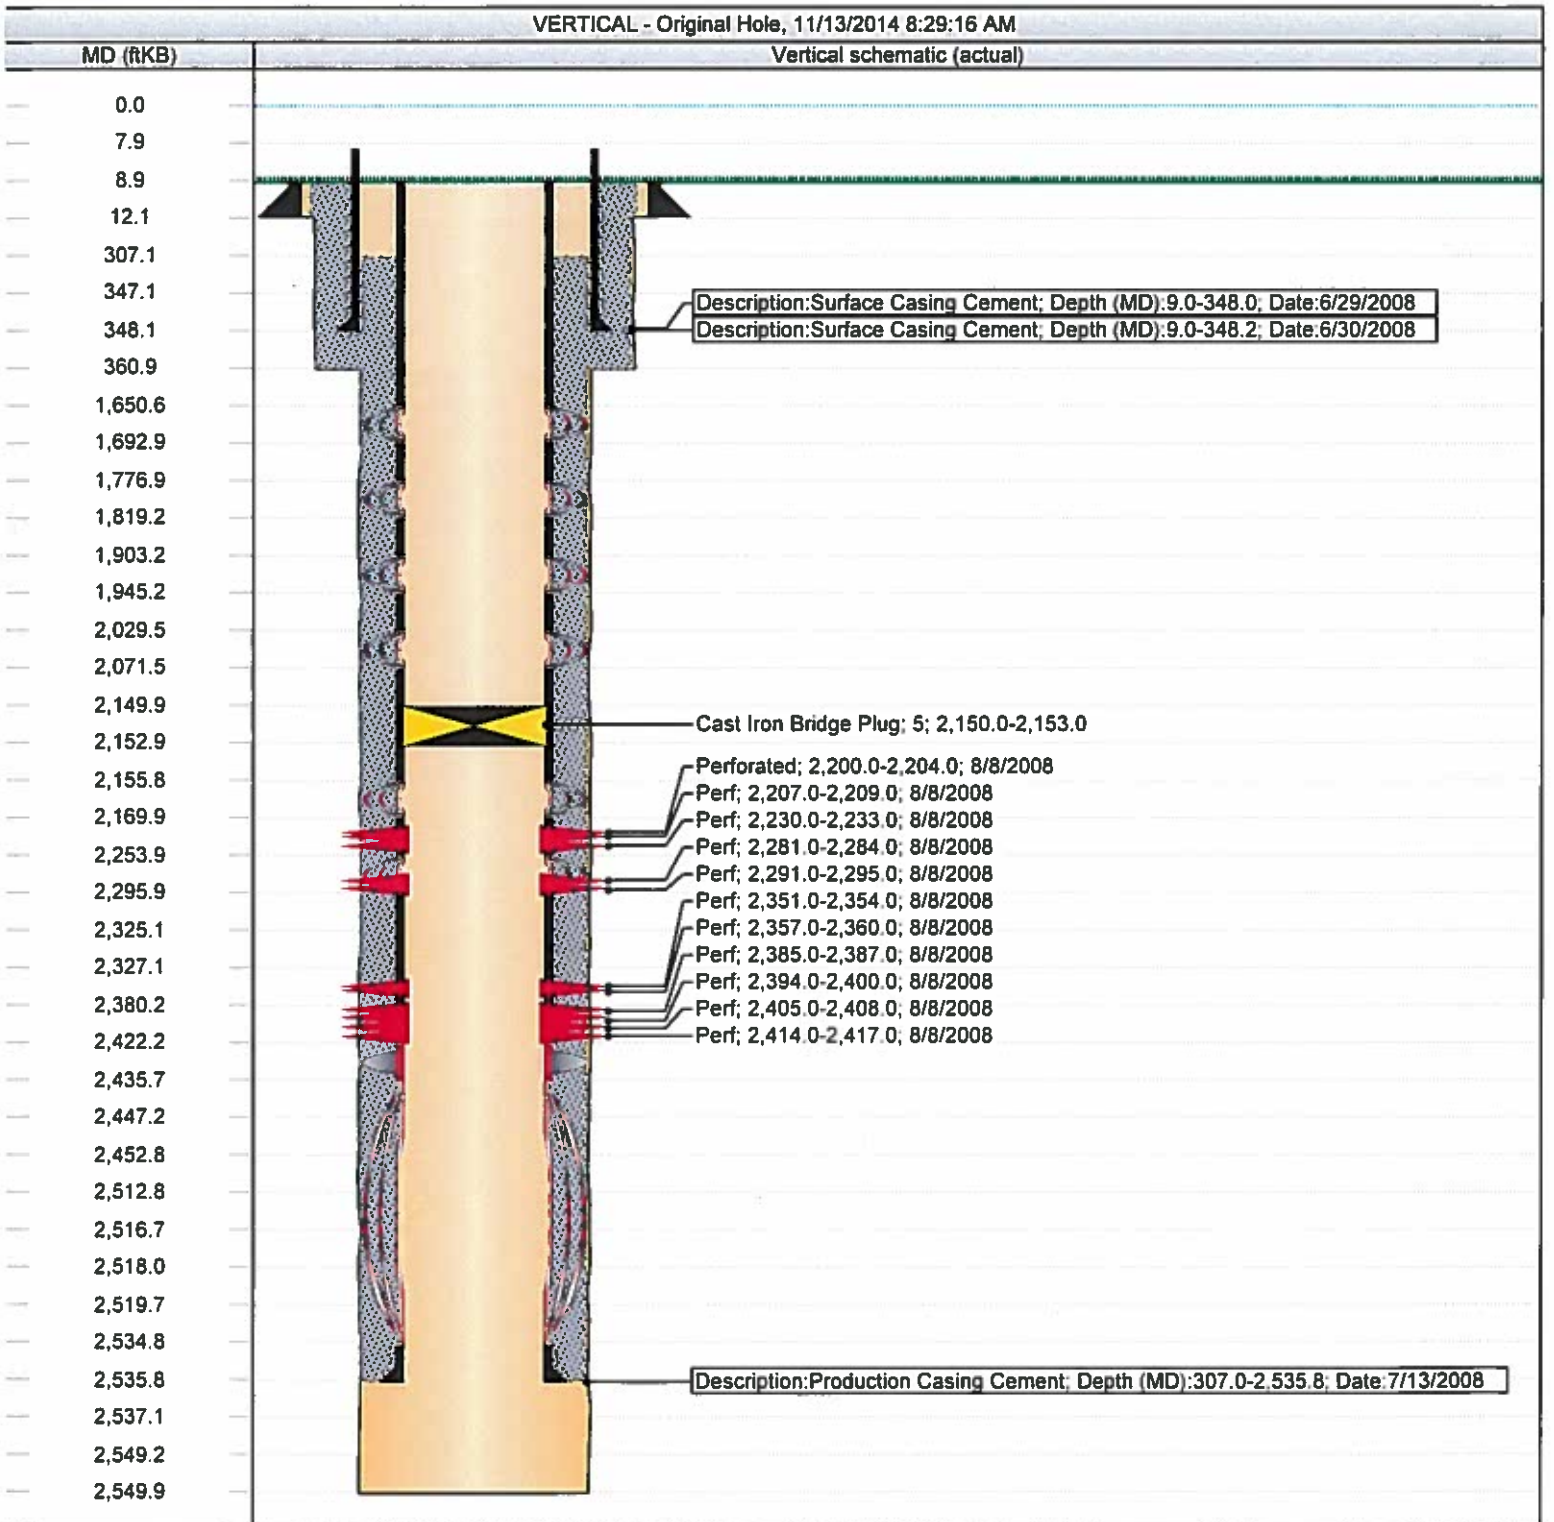 VERTICAL - Original Hole, 11/13/2014 8:29:16 AM
MD (ftKB)
Vertical schematic (actual)
0.0
7.9
8.9
12.1
307.1
347.1
348.1
360.9
1,650.6
1,692.9
1,776.9
1,819.2
1,903.2
1,945.2
2,029.5
2,071.5
2,149.9
2,152.9
2,155.8
2,169.9
2,253.9
2,295.9
2,325.1
2,327.1
2,380.2
2,422.2
2,435.7
2,447.2
2,452.8
2,512.8
2,516.7
2,518.0
2,519.7
2,534.8
2,535.8
2,537.1
2,549.2
2,549.9
Description:Surface Casing Cement; Depth (MD):9.0-348.0; Date:6/29/2008
Description:Surface Casing Cement; Depth (MD):9.0-348.2; Date:6/30/2008
Cast Iron Bridge Plug; 5; 2,150.0-2,153.0
Perforated; 2,200.0-2,204.0; 8/8/2008
Perf; 2,207.0-2,209.0; 8/8/2008
Perf; 2,230.0-2,233.0; 8/8/2008
Perf; 2,281.0-2,284.0; 8/8/2008
Perf; 2,291.0-2,295.0; 8/8/2008
Perf; 2,351.0-2,354.0; 8/8/2008
Perf; 2,357.0-2,360.0; 8/8/2008
Perf; 2,385.0-2,387.0; 8/8/2008
Perf; 2,394.0-2,400.0; 8/8/2008
Perf; 2,405.0-2,408.0; 8/8/2008
Perf; 2,414.0-2,417.0; 8/8/2008
Description:Production Casing Cement; Depth (MD):307.0-2,535.8; Date:7/13/2008